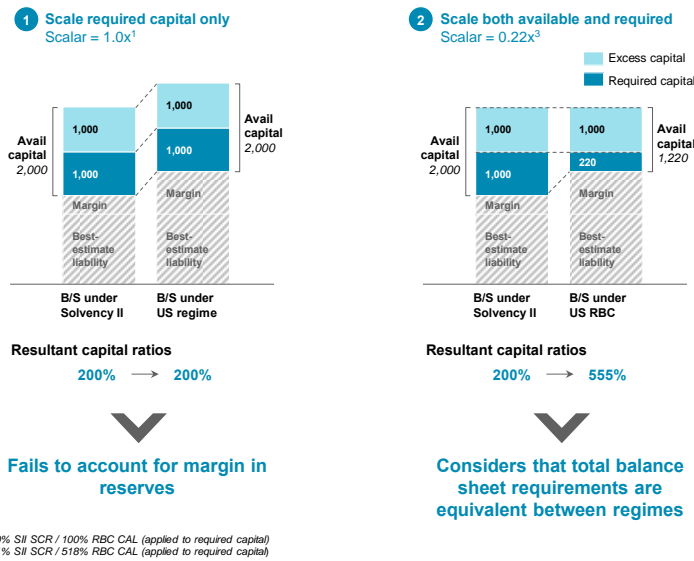 1 Scale required capital only
Scalar = 1.0x1
Avail
capital
2,000
1,000
1,000
Margin
Best-
estimate
liability
1,000
1,000
Margin
Best-
estimate
liability
Avail
capital
2,000
B/S under
Solvency II
B/S under
US regime
Resultant capital ratios
200% → 200%
Fails to account for margin in
reserves
2 Scale both available and required
Scalar = 0.22x3
Excess capital
Required capital
Avail
capital
2,000
1,000
1,000
Margin
Best-
estimate
liability
1,000
220
Margin
Best-
estimate
liability
Avail
capital
1,220
B/S under
Solvency II
B/S under
US RBC
Resultant capital ratios
200% → 555%
Considers that total balance
sheet requirements are
equivalent between regimes
SII SCR / 100% RBC CAL (applied to required capital)
SII SCR / 518% RBC CAL (applied to required capital)